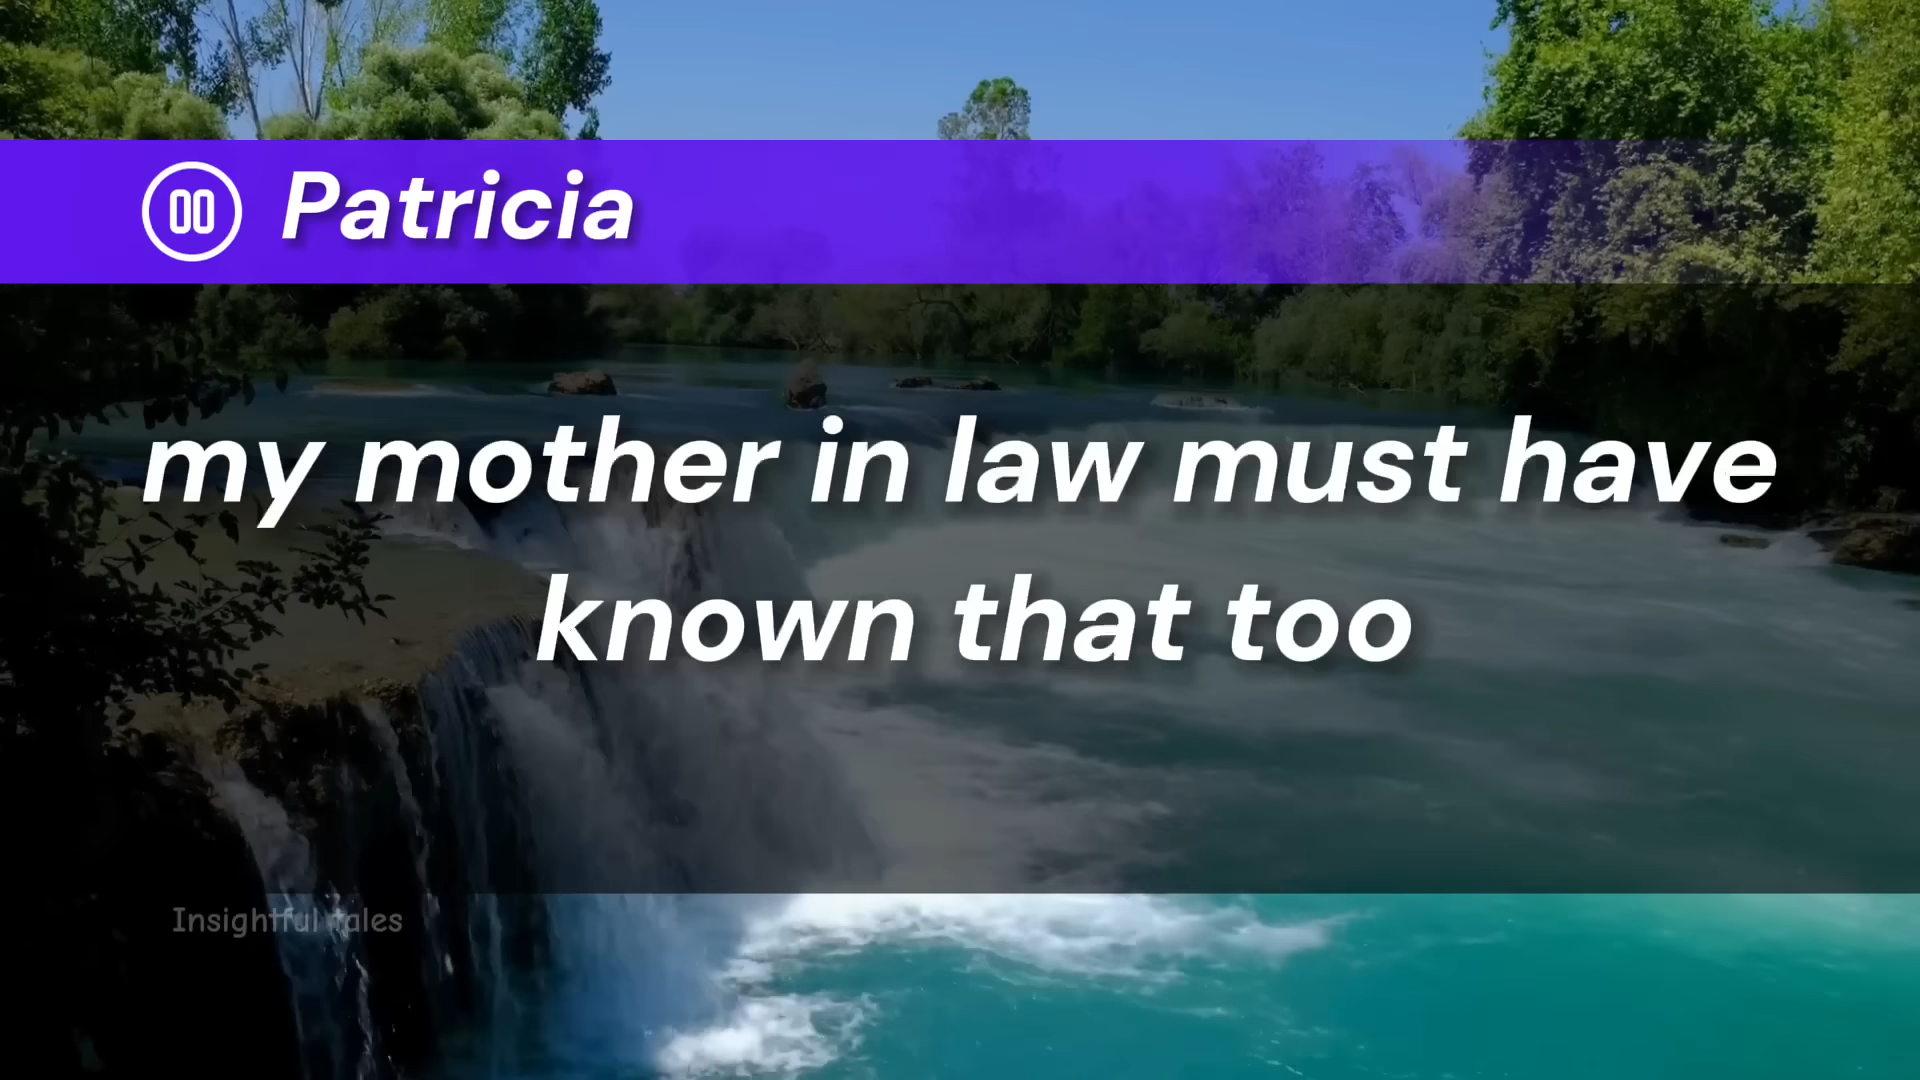 Patricia
my mother in law must have
known that too
Insightful tales